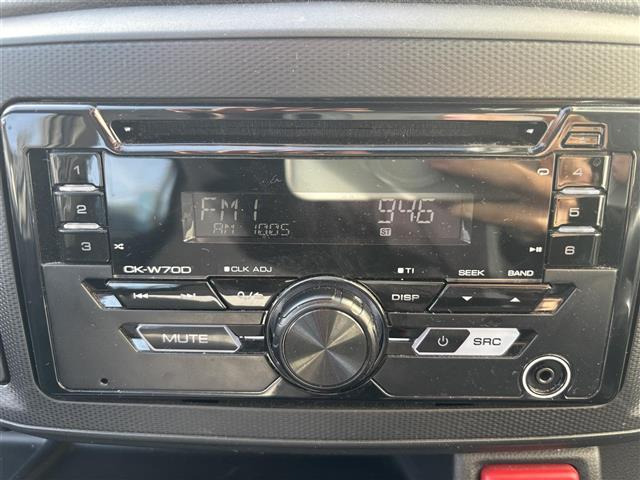 1 4
FM1 94.6
2 5
AM 10:05 ST
3 6
CK-W70D CLK ADJ TI SEEK BAND
DISP
MUTE SRC